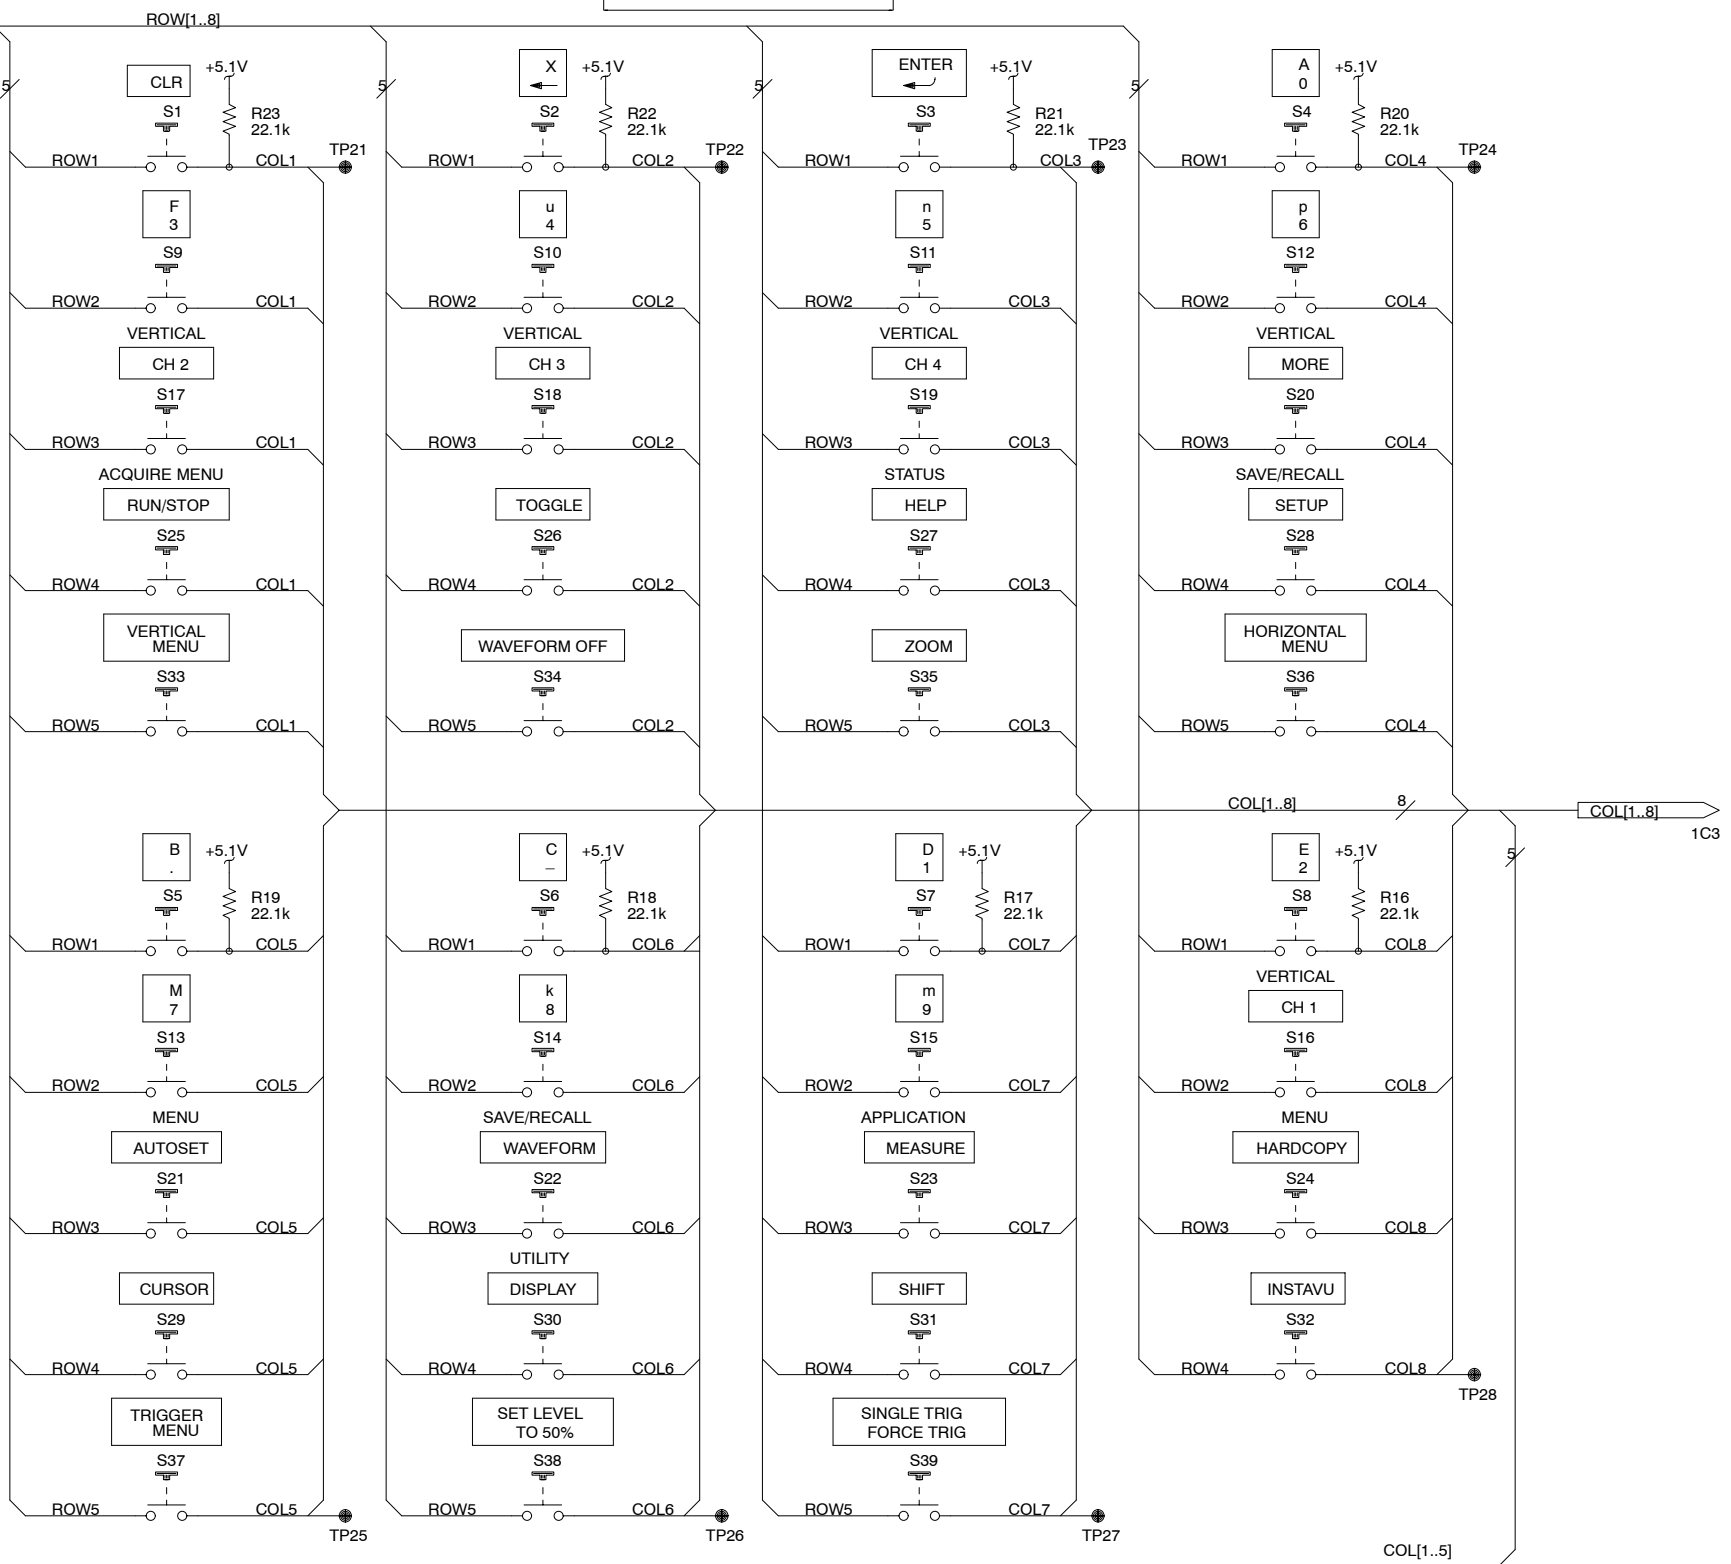 ROW[1..8]
5
CLR
+5.1V
S1
R23
22.1k
ROW1
COL1
TP21
5
X
+5.1V
S2
R22
22.1k
ROW1
COL2
TP22
5
ENTER
+5.1V
S3
R21
22.1k
ROW1
COL3
TP23
5
A
0
+5.1V
S4
R20
22.1k
ROW1
COL4
TP24
F
3
S9
ROW2
COL1
u
4
S10
ROW2
COL2
n
5
S11
ROW2
COL3
p
6
S12
ROW2
COL4
VERTICAL
CH 2
S17
ROW3
COL1
VERTICAL
CH 3
S18
ROW3
COL2
VERTICAL
CH 4
S19
ROW3
COL3
VERTICAL
MORE
S20
ROW3
COL4
ACQUIRE MENU
RUN/STOP
S25
ROW4
COL1
TOGGLE
S26
ROW4
COL2
STATUS
HELP
S27
ROW4
COL3
SAVE/RECALL
SETUP
S28
ROW4
COL4
VERTICAL
MENU
S33
ROW5
COL1
WAVEFORM OFF
S34
ROW5
COL2
ZOOM
S35
ROW5
COL3
HORIZONTAL
MENU
S36
ROW5
COL4
COL[1..8]
8
COL[1..8]
1C3
B
.
+5.1V
S5
R19
22.1k
ROW1
COL5
C
–
+5.1V
S6
R18
22.1k
ROW1
COL6
D
1
+5.1V
S7
R17
22.1k
ROW1
COL7
E
2
+5.1V
S8
R16
22.1k
ROW1
COL8
5
M
7
S13
ROW2
COL5
k
8
S14
ROW2
COL6
m
9
S15
ROW2
COL7
VERTICAL
CH 1
S16
ROW2
COL8
MENU
AUTOSET
S21
ROW3
COL5
SAVE/RECALL
WAVEFORM
S22
ROW3
COL6
APPLICATION
MEASURE
S23
ROW3
COL7
MENU
HARDCOPY
S24
ROW3
COL8
CURSOR
S29
ROW4
COL5
UTILITY
DISPLAY
S30
ROW4
COL6
SHIFT
S31
ROW4
COL7
INSTAVU
S32
ROW4
COL8
TP28
TRIGGER
MENU
S37
ROW5
COL5
TP25
SET LEVEL
TO 50%
S38
ROW5
COL6
TP26
SINGLE TRIG
FORCE TRIG
S39
ROW5
COL7
TP27
COL[1..5]